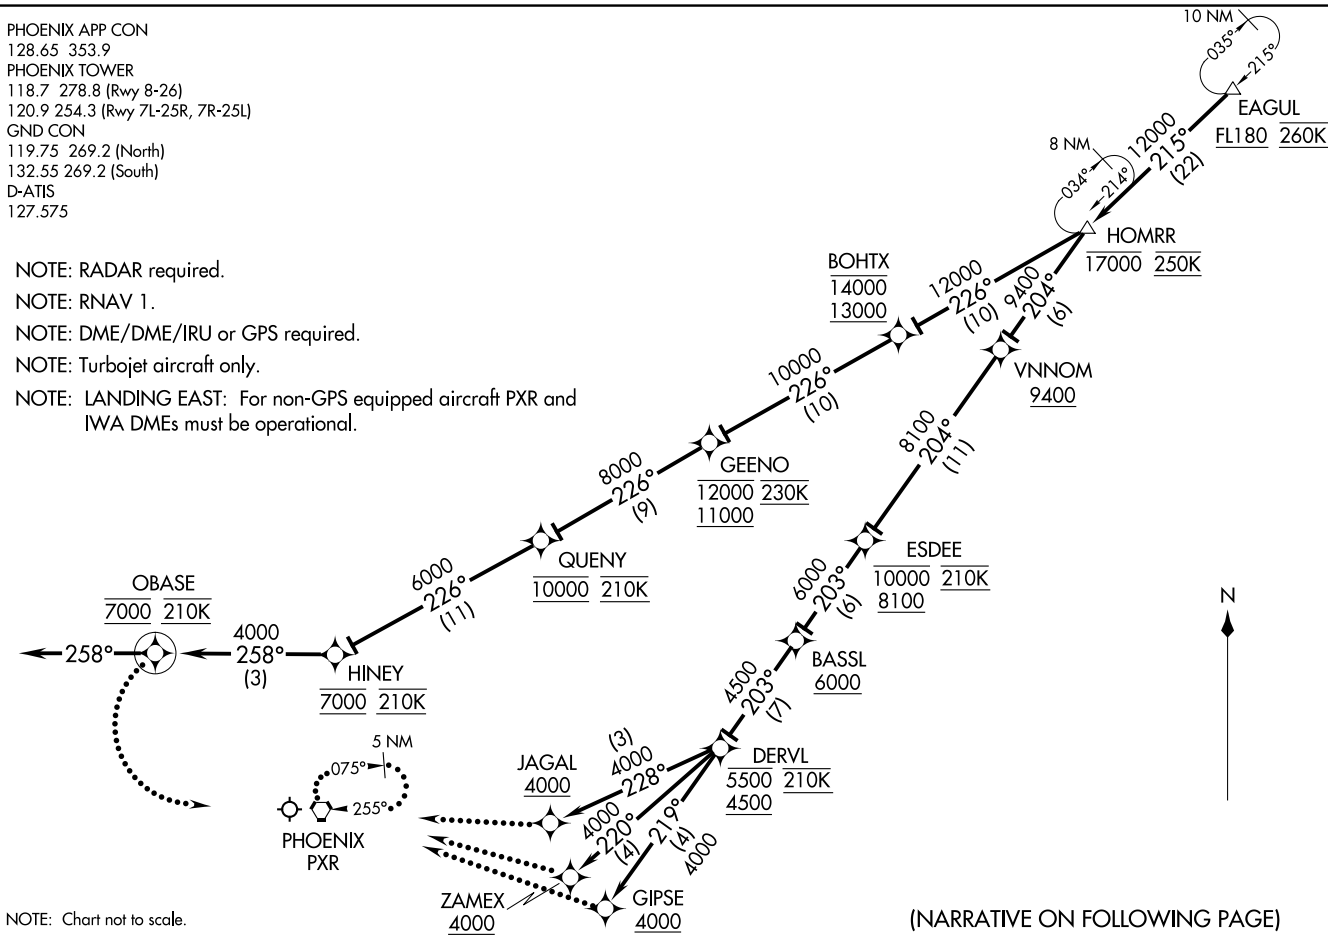 PHOENIX APP CON
128.65 353.9
PHOENIX TOWER
118.7 278.8 (Rwy 8-26)
120.9 254.3 (Rwy 7L-25R, 7R-25L)
GND CON
119.75 269.2 (North)
132.55 269.2 (South)
D-ATIS
127.575
NOTE: RADAR required.
NOTE: RNAV 1.
NOTE: DME/DME/IRU or GPS required.
NOTE: Turbojet aircraft only.
NOTE: LANDING EAST: For non-GPS equipped aircraft PXR and
IWA DMEs must be operational.
10 NM
035°
215°
EAGUL
FL180 260K
12000
215°
(22)
8 NM
034°
214°
HOMRR
17000 250K
BOHTX
14000
13000
12000
226°
(10)
9400
204°
(6)
VNNOM
9400
10000
226°
(10)
8100
204°
(11)
GEENO
12000 230K
11000
8000
226°
(9)
QUENY
10000 210K
ESDEE
10000 210K
8100
6000
226°
(11)
6000
203°
(6)
OBASE
7000 210K
258°
4000
258°
(3)
HINEY
7000 210K
BASSL
6000
4500
203°
(7)
N
DERVL
5500 210K
4500
(3)
4000
228°
JAGAL
4000
5 NM
075°
255°
PHOENIX
PXR
4000
220°
(4)
219°
(4)
4000
ZAMEX
4000
GIPSE
4000
NOTE: Chart not to scale.
(NARRATIVE ON FOLLOWING PAGE)